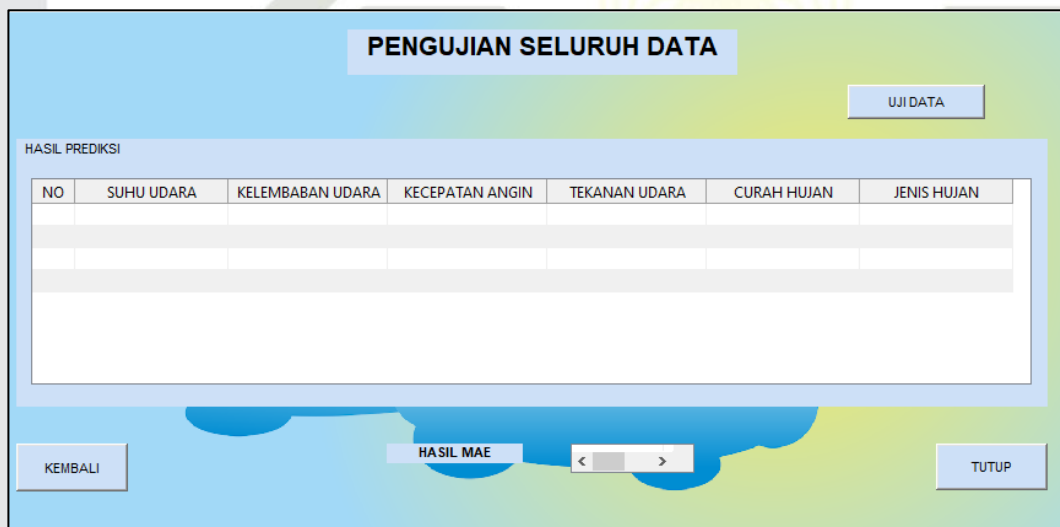 PENGUJIAN SELURUH DATA
UJI DATA
HASIL PREDIKSI
NO SUHU UDARA KELEMBABAN UDARA KECEPATAN ANGIN TEKANAN UDARA CURAH HUJAN JENIS HUJAN
KEMBALI
HASIL MAE
TUTUP